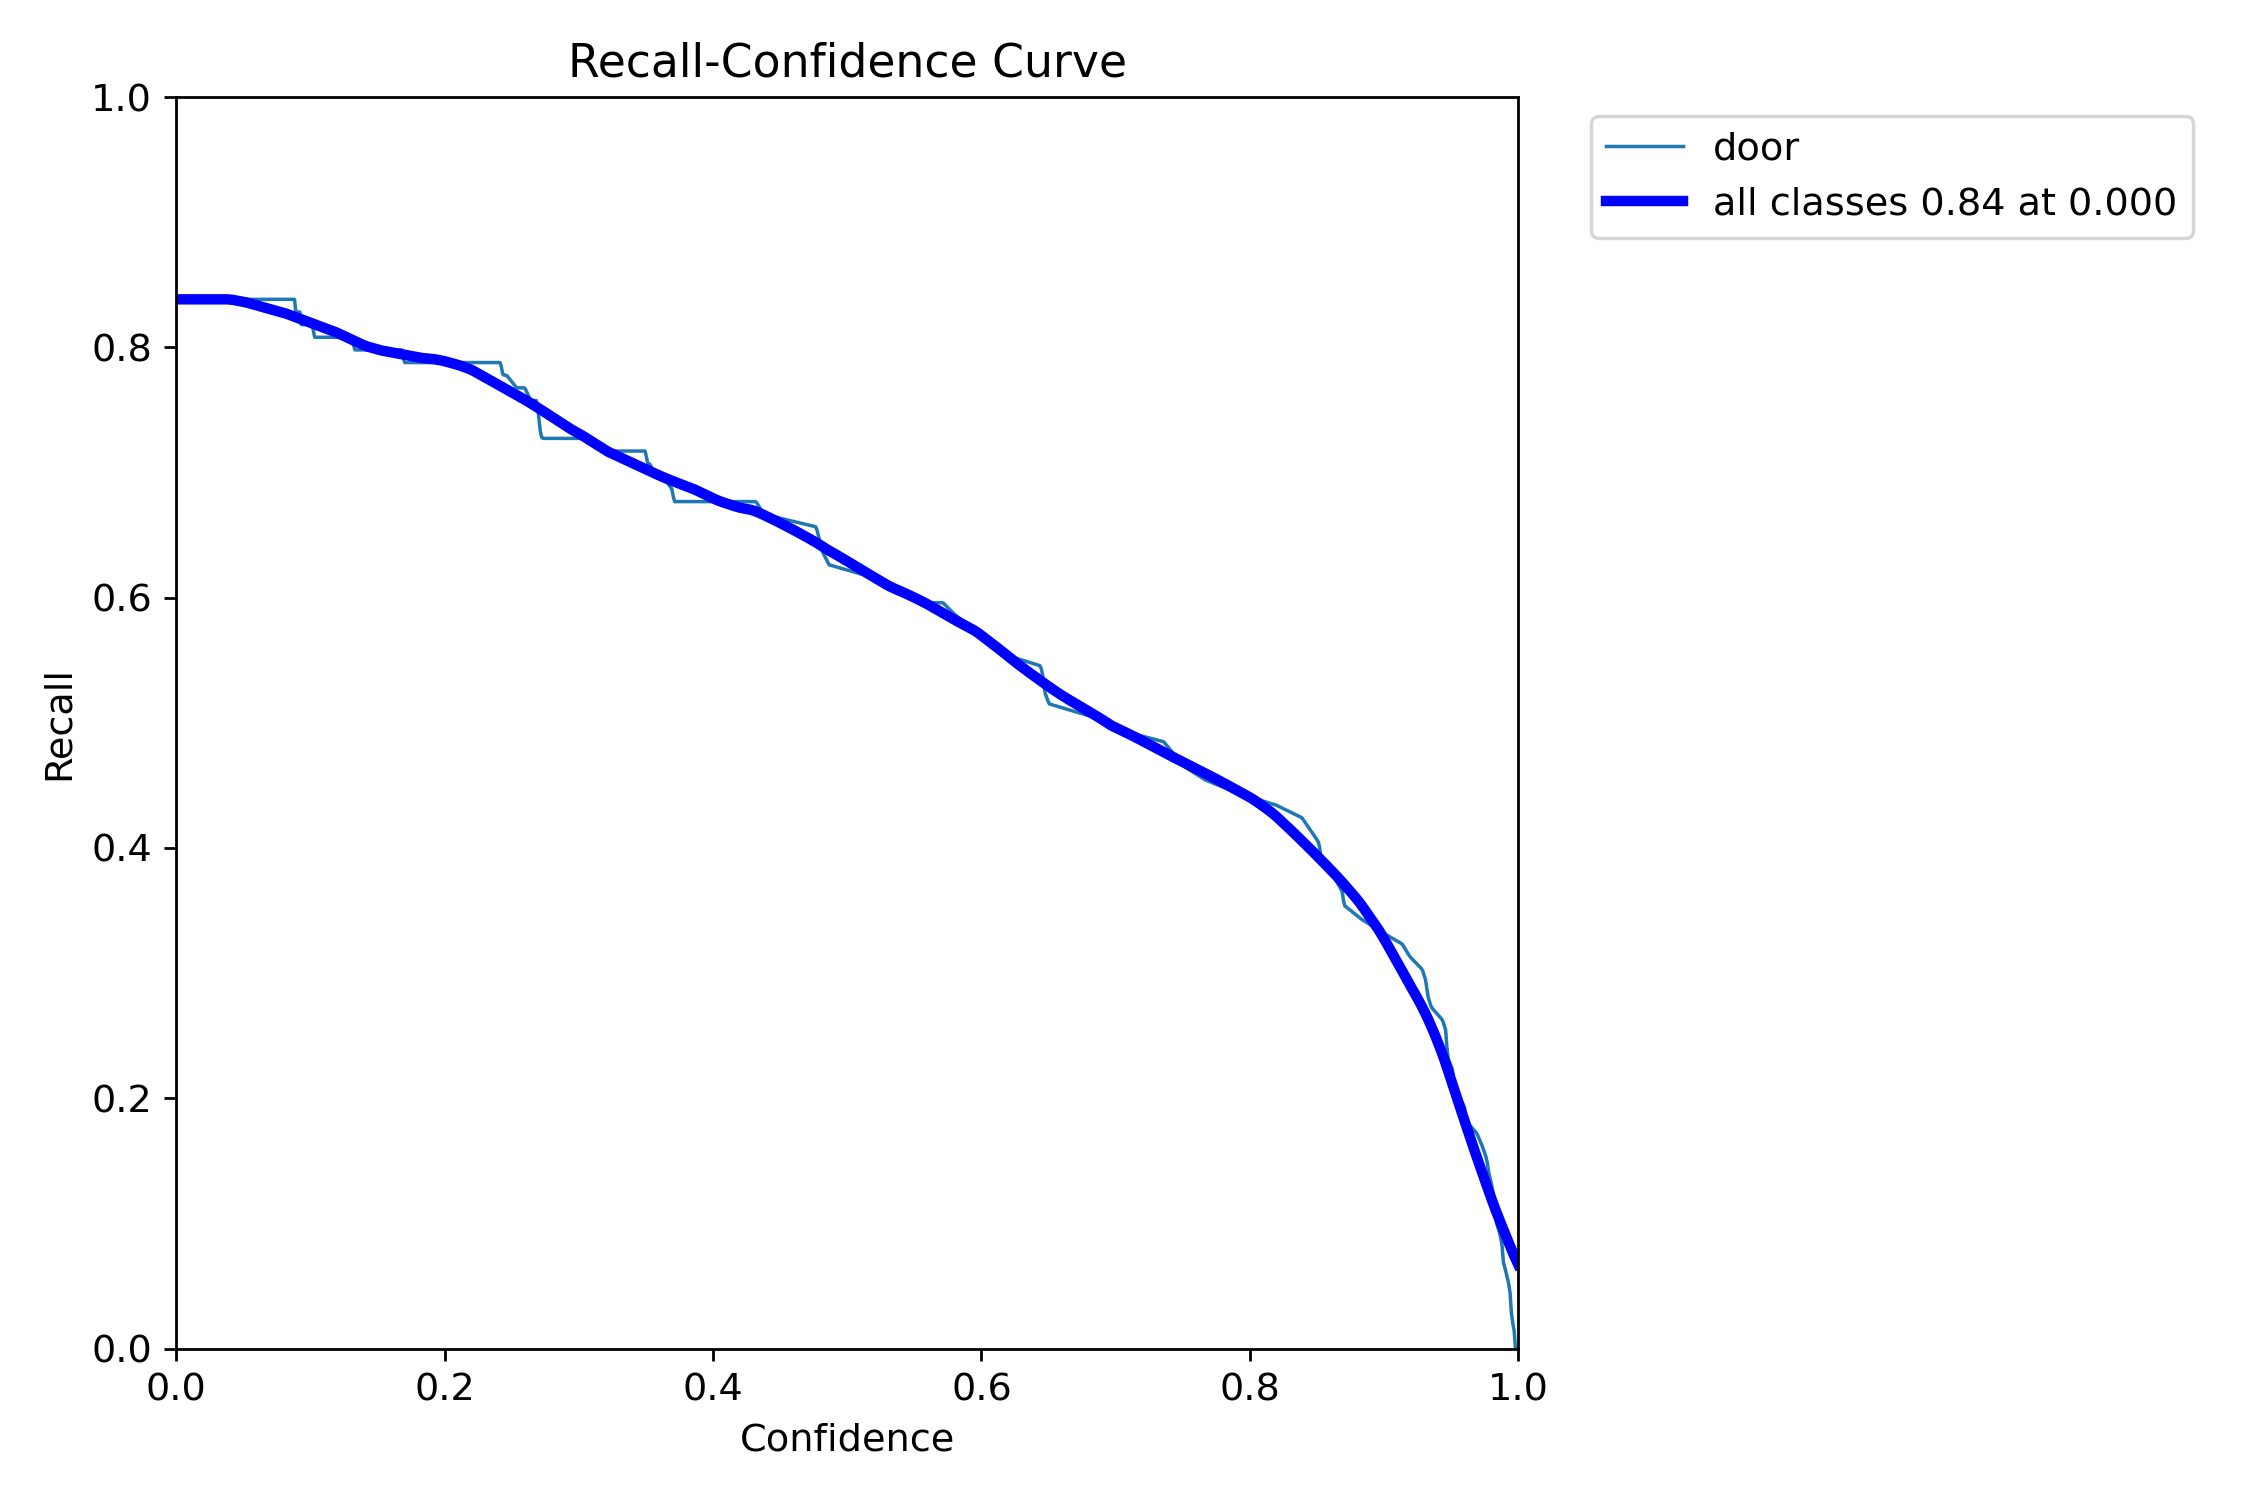 Recall-Confidence Curve
1.0
0.8
0.6
0.4
0.2
0.0
Recall
0.0 0.2 0.4 0.6 0.8 1.0
Confidence
door
all classes 0.84 at 0.000